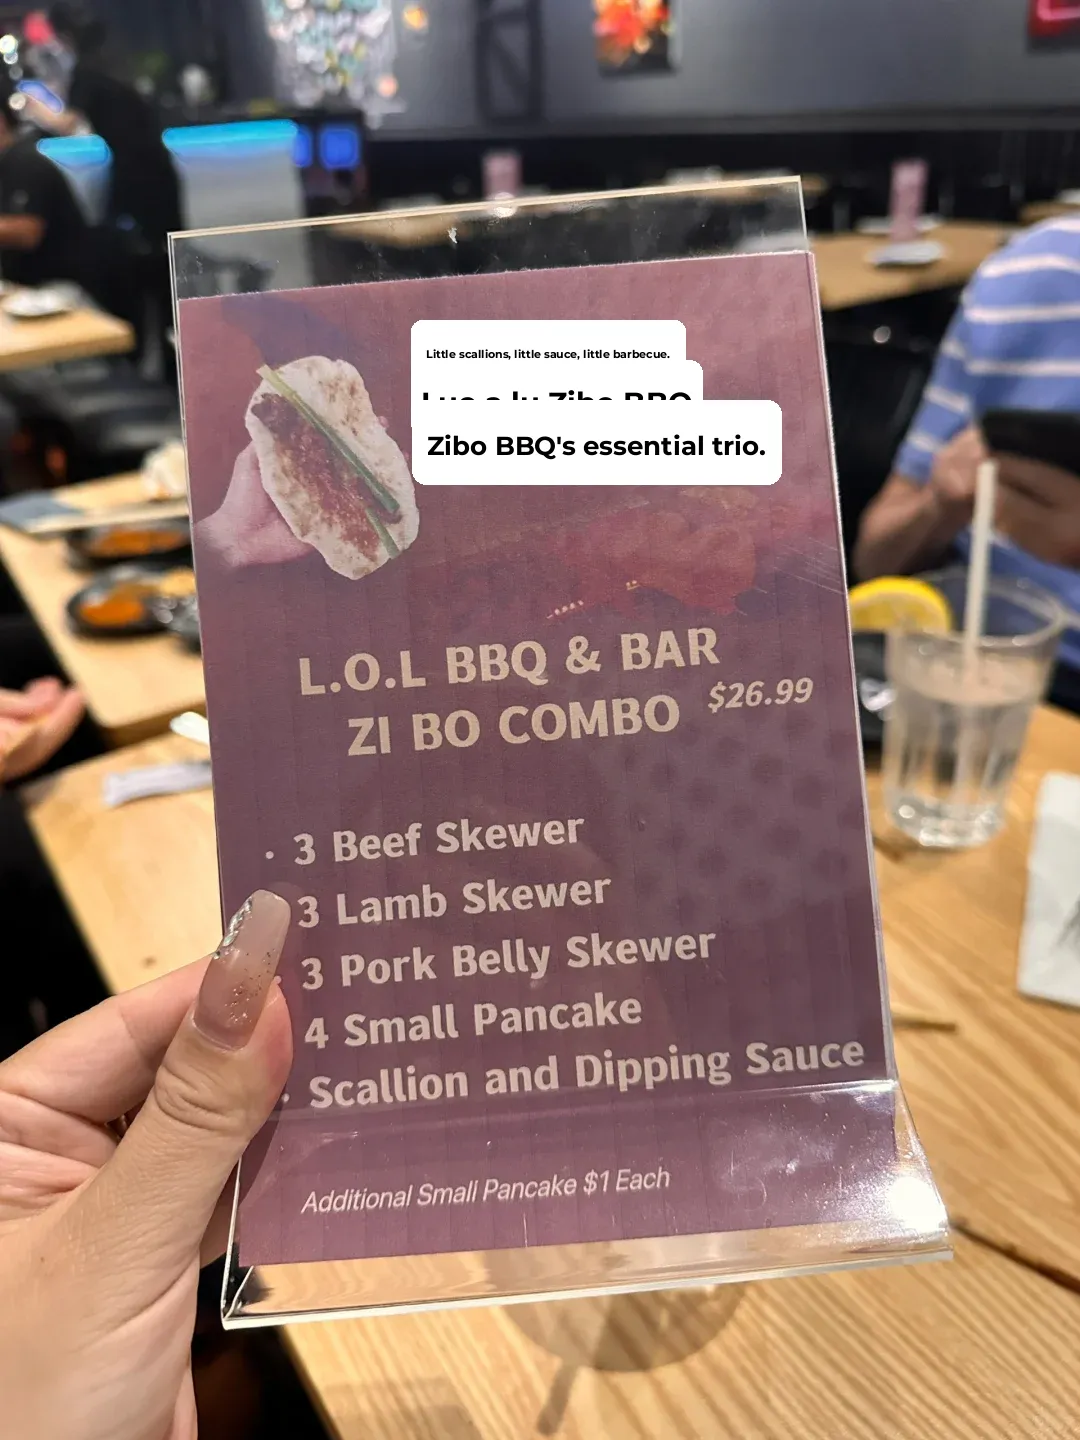 Little scallions, little sauce, little barbecue.
Zibo BBQ
Zibo BBQ's essential trio.
L.O.L BBQ & BAR
ZI BO COMBO $26.99
· 3 Beef Skewer
3 Lamb Skewer
3 Pork Belly Skewer
4 Small Pancake
· Scallion and Dipping Sauce
Additional Small Pancake $1 Each